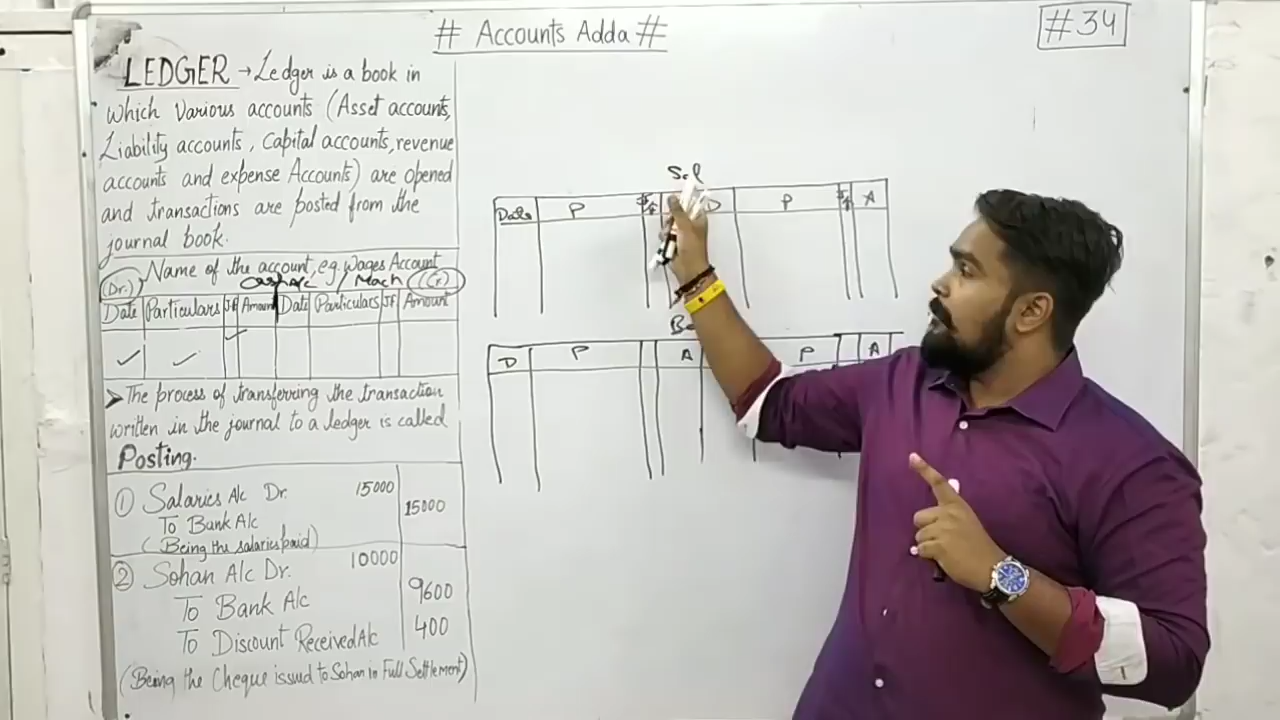 # Accounts Adda #
#34
LEDGER → Ledger is a book in
which various accounts (Asset accounts,
Liability accounts, Capital accounts, revenue
accounts and expense Accounts) are opened
and transactions are posted from the
journal book.
Name of the account, e.g. Wages Account
(Dr.) / Mach (Cr)
Date Particulars JF Amount Date Particulars JF Amount
➤ The process of transferring the transaction
written in the journal to a ledger is called
Posting.
① Salaries A/c Dr. 15000
To Bank A/c 15000
(Being the salaries paid)
② Sohan A/c Dr. 10000
To Bank A/c 9600
To Discount Received A/c 400
(Being the Cheque issued to Sohan in Full Settlement)
Sal
Date P D P A
D P A P A